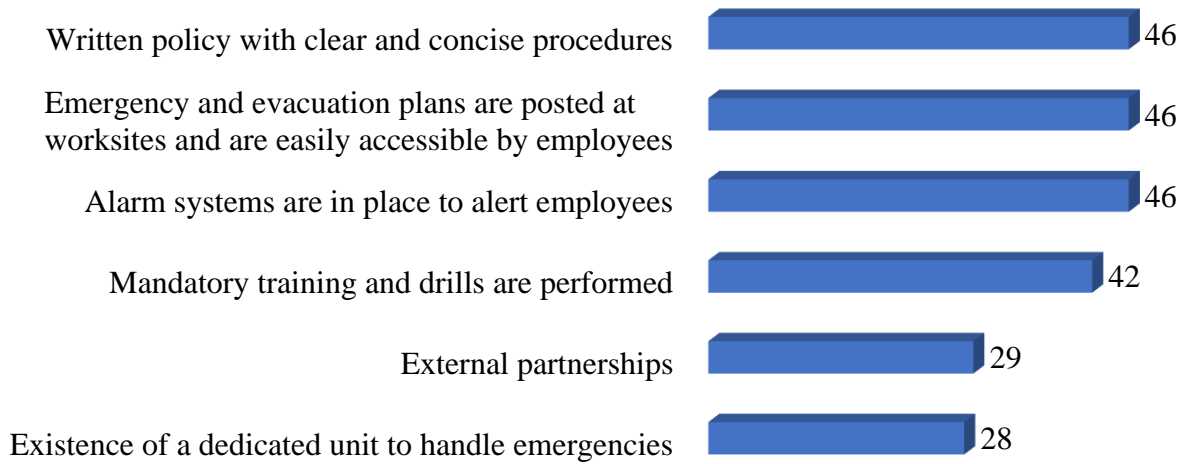 Written policy with clear and concise procedures 46
Emergency and evacuation plans are posted at
worksites and are easily accessible by employees 46
Alarm systems are in place to alert employees 46
Mandatory training and drills are performed 42
External partnerships 29
Existence of a dedicated unit to handle emergencies 28